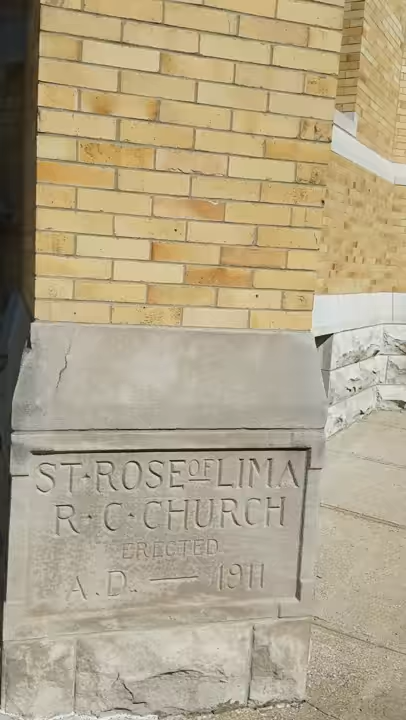 ST·ROSE OF LIMA
R·C·CHURCH
ERECTED
A.D. — 1911